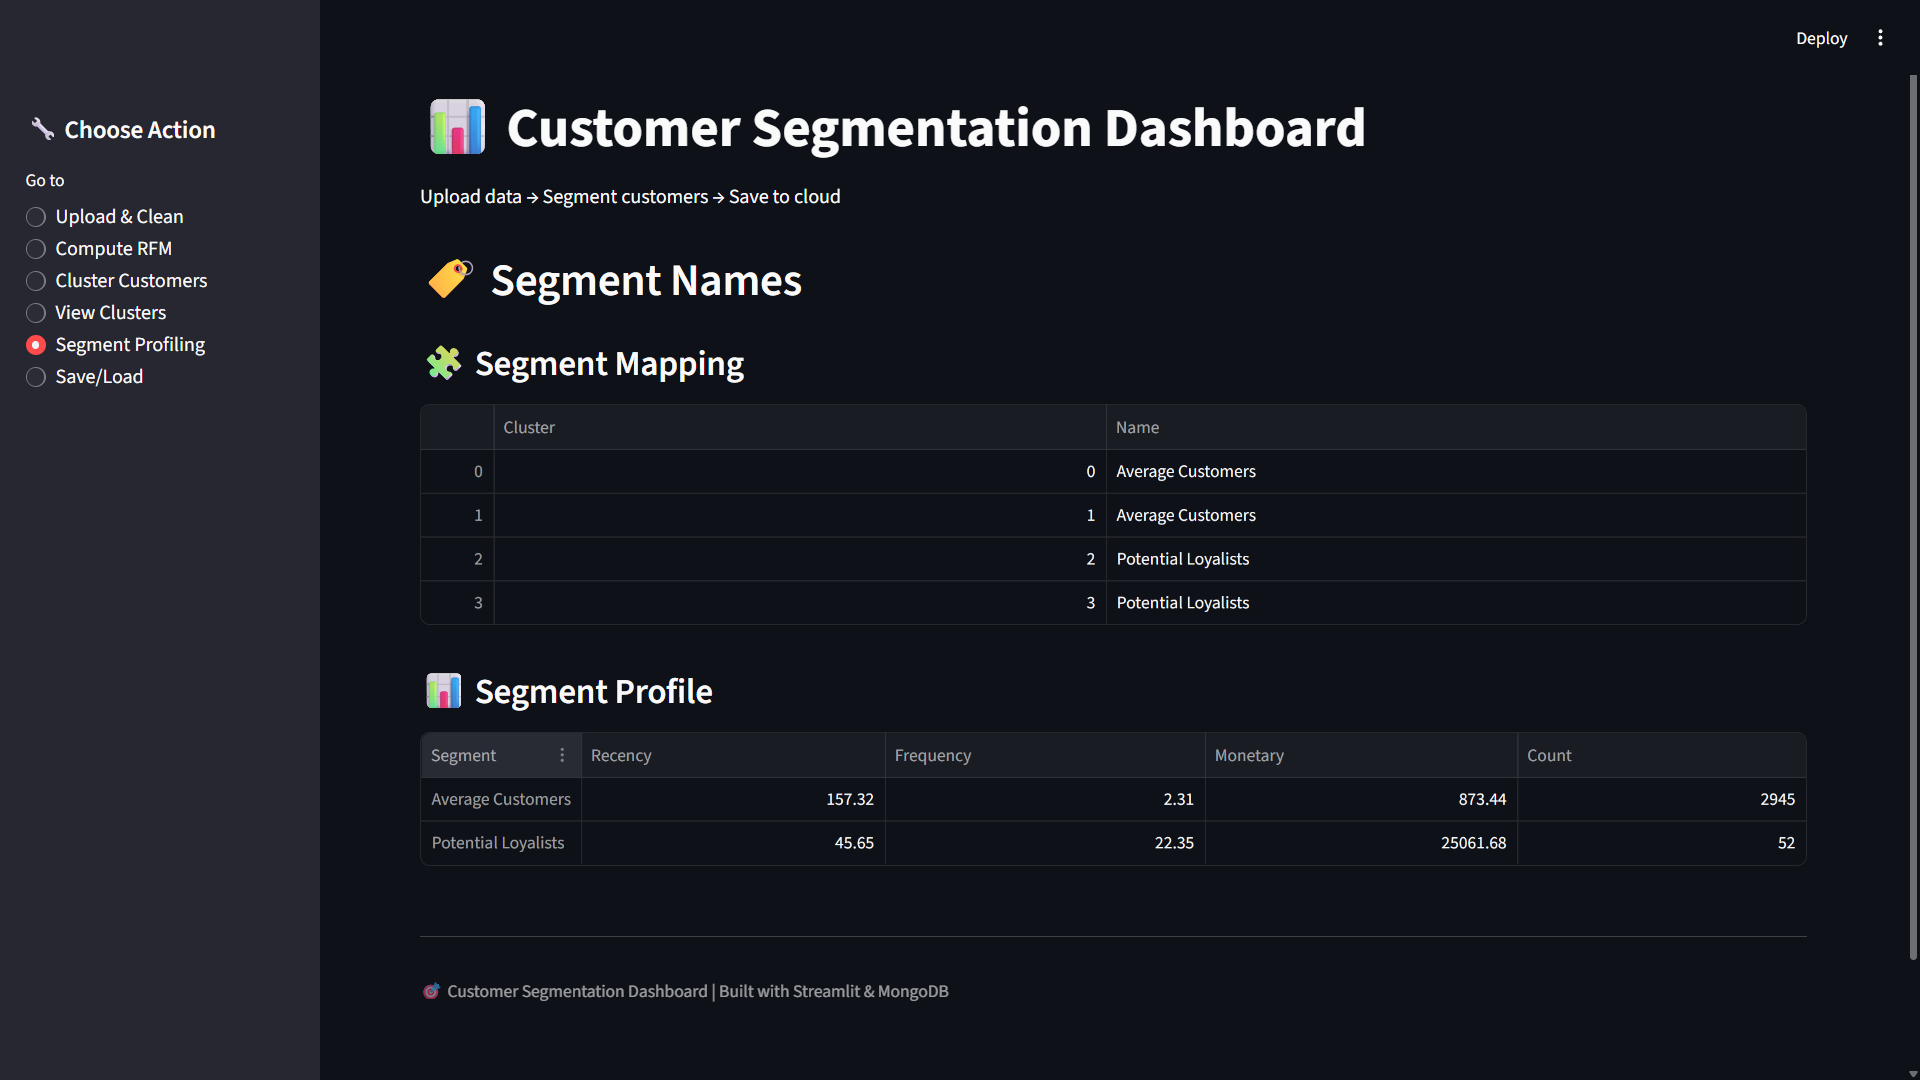 Deploy
Choose Action
Go to
Upload & Clean
Compute RFM
Cluster Customers
View Clusters
Segment Profiling
Save/Load
Customer Segmentation Dashboard
Upload data → Segment customers → Save to cloud
Segment Names
Segment Mapping
Cluster Name
0 0 Average Customers
1 1 Average Customers
2 2 Potential Loyalists
3 3 Potential Loyalists
Segment Profile
Segment Recency Frequency Monetary Count
Average Customers 157.32 2.31 873.44 2945
Potential Loyalists 45.65 22.35 25061.68 52
Customer Segmentation Dashboard | Built with Streamlit & MongoDB